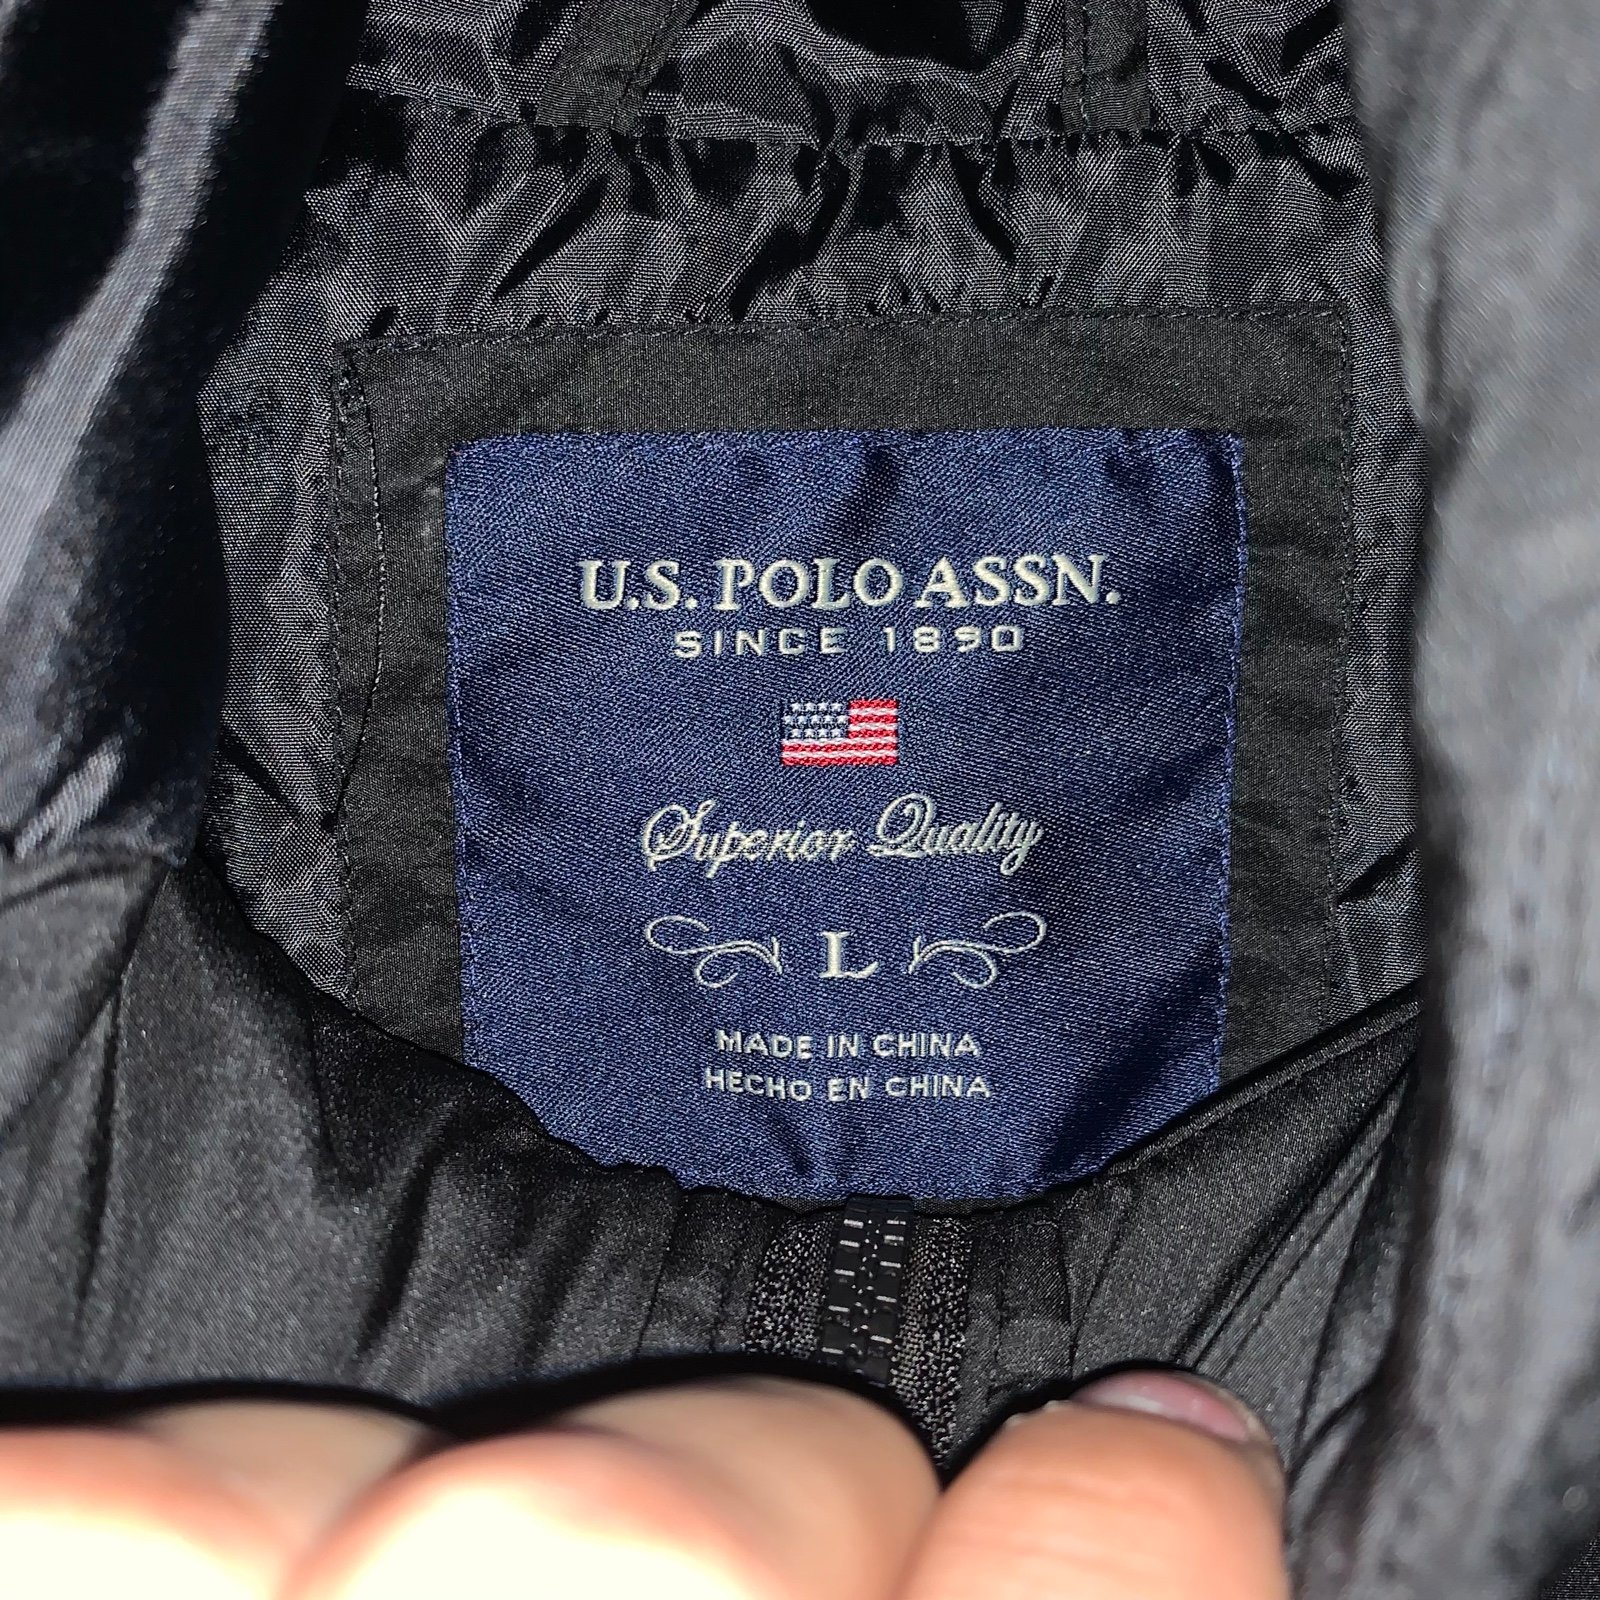 U.S. POLO ASSN.
SINCE 1890
Superior Quality
L
MADE IN CHINA
HECHO EN CHINA